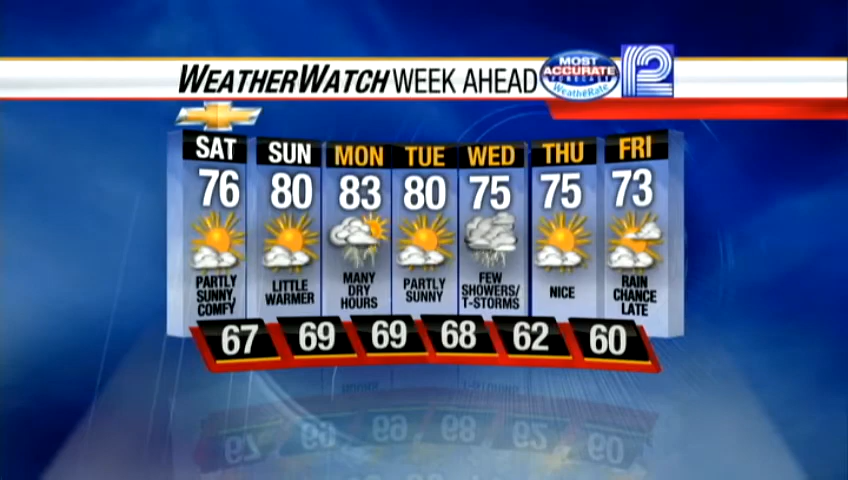 WEATHERWATCH WEEK AHEAD
MOST
ACCURATE
FORECAST
WeatheRate
12
SAT SUN MON TUE WED THU FRI
76 80 83 80 75 75 73
PARTLY
SUNNY,
COMFY
LITTLE
WARMER
MANY
DRY
HOURS
PARTLY
SUNNY
FEW
SHOWERS/
T-STORMS
NICE
RAIN
CHANCE
LATE
67 69 69 68 62 60